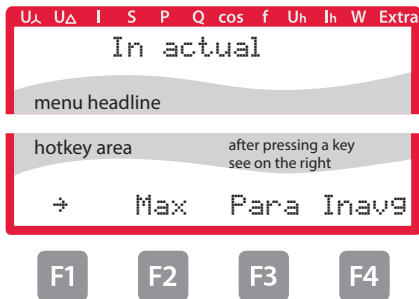 U⅄ U△ I S P Q cos f Uh Ih W Extra
In actual
menu headline
hotkey area
after pressing a key
see on the right
→ Max Para Inavg
F1 F2 F3 F4